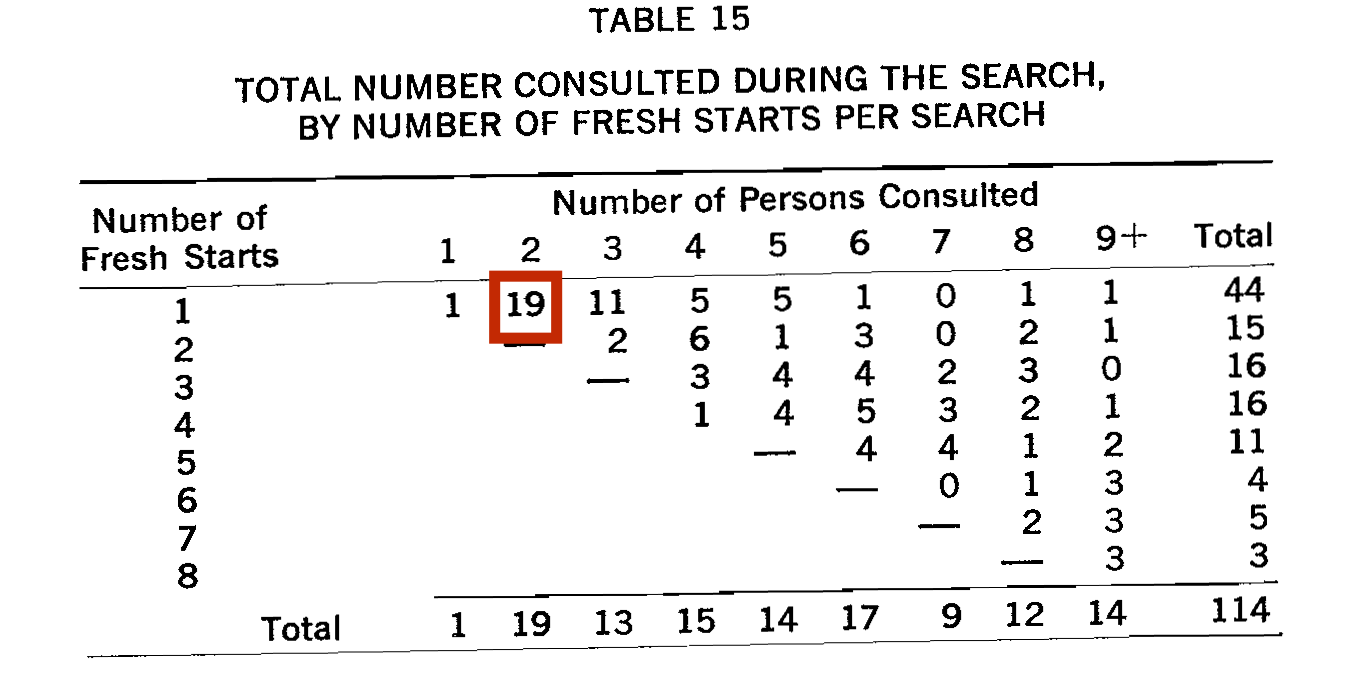 TABLE 15
TOTAL NUMBER CONSULTED DURING THE SEARCH,
BY NUMBER OF FRESH STARTS PER SEARCH
Number of Fresh Starts
Number of Persons Consulted
1 2 3 4 5 6 7 8 9+ Total
1 1 19 11 5 5 1 0 1 1 44
2 — 2 6 1 3 0 2 1 15
3 — 3 4 4 2 3 0 16
4 1 4 5 3 2 1 16
5 — 4 4 1 2 11
6 — 0 1 3 4
7 — 2 3 5
8 — 3 3
Total 1 19 13 15 14 17 9 12 14 114